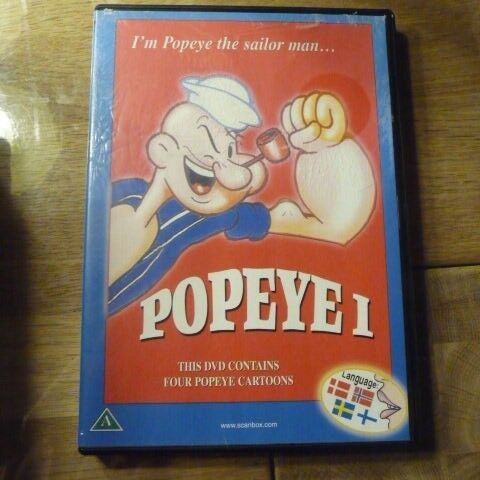 I'm Popeye the sailor man...
POPEYE 1
THIS DVD CONTAINS
FOUR POPEYE CARTOONS
Language:
A
www.scanbox.com